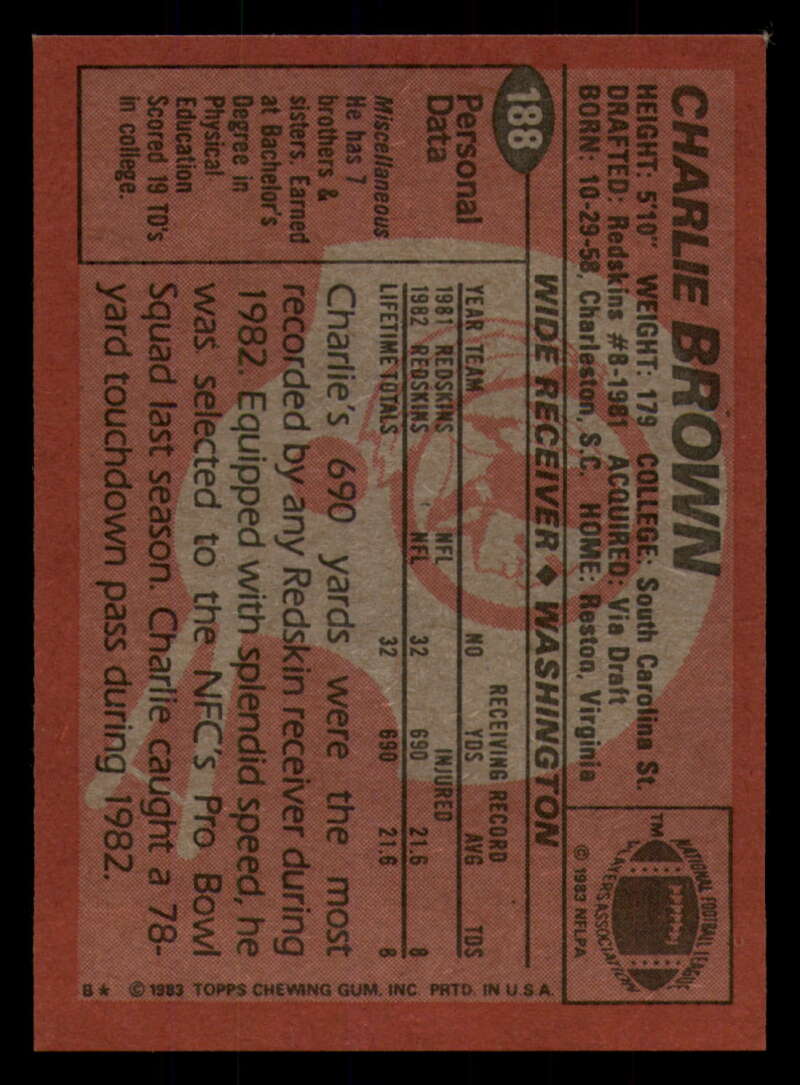 188
CHARLIE BROWN
HEIGHT: 5'10" WEIGHT: 179 COLLEGE: South Carolina St.
DRAFTED: Redskins #8-1981 ACQUIRED: Via Draft
BORN: 10-29-58, Charleston, S.C. HOME: Reston, Virginia
NATIONAL FOOTBALL LEAGUE
PLAYERS ASSOCIATION
TM
© 1983 NFLPA
WIDE RECEIVER ♦ WASHINGTON
RECEIVING RECORD
YEAR TEAM NO YDS AVG TDS
1981 REDSKINS NFL INJURED
1982 REDSKINS NFL 32 690 21.6 8
LIFETIME TOTALS 32 690 21.6 8
Personal
Data
Miscellaneous
He has 7
brothers &
sisters. Earned
at Bachelor's
Degree in
Physical
Education
Scored 19 TD's
in college.
Charlie's 690 yards were the most
recorded by any Redskin receiver during
1982. Equipped with splendid speed, he
was selected to the NFC's Pro Bowl
Squad last season. Charlie caught a 78-
yard touchdown pass during 1982.
B* © 1983 TOPPS CHEWING GUM, INC. PRTD. IN U.S.A.